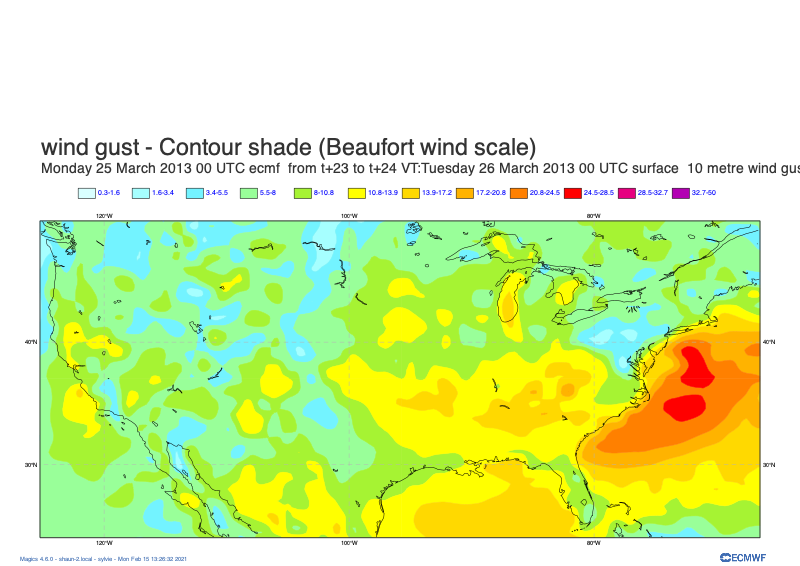 wind gust - Contour shade (Beaufort wind scale)
Monday 25 March 2013 00 UTC ecmf from t+23 to t+24 VT:Tuesday 26 March 2013 00 UTC surface 10 metre wind gus
0.3-1.6 1.6-3.4 3.4-5.5 5.5-8 8-10.8 10.8-13.9 13.9-17.2 17.2-20.8 20.8-24.5 24.5-28.5 28.5-32.7 32.7-50
120°W 100°W 80°W
40°N 40°N
30°N 30°N
120°W 100°W 80°W
Magics 4.6.0 - shaun-2.local - sylvie - Mon Feb 15 13:26:32 2021
ECMWF